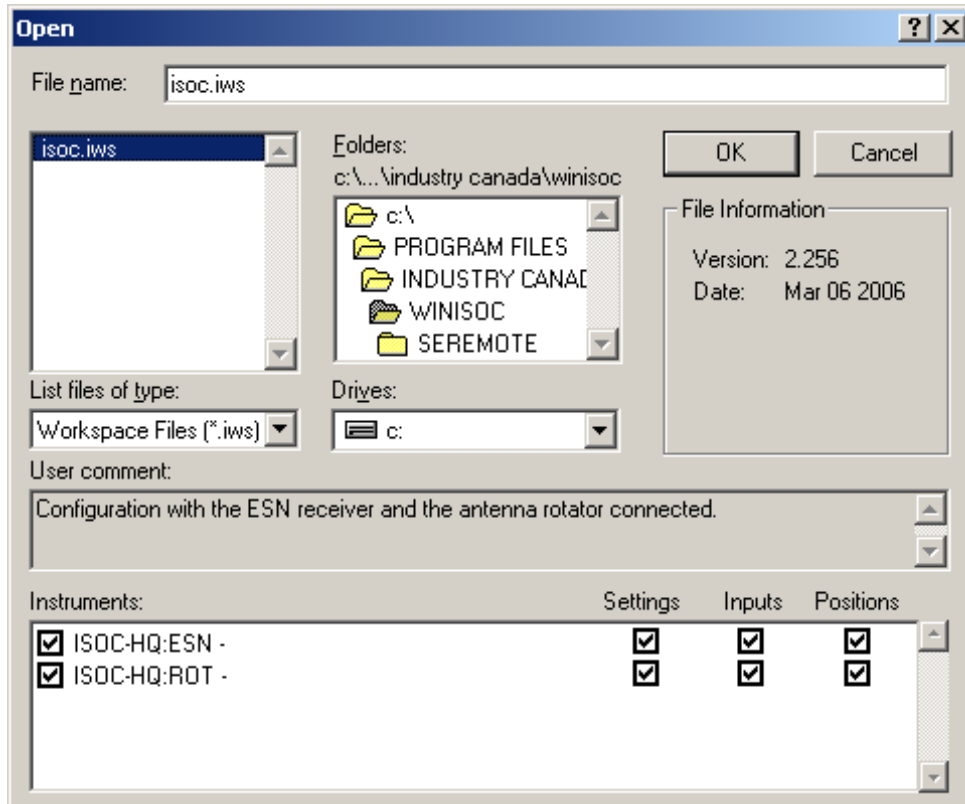 Open
File name: isoc.iws
isoc.iws
Folders:
c:\...\industry canada\winisoc
c:\
PROGRAM FILES
INDUSTRY CANAD
WINISOC
SEREMOTE
OK Cancel
File Information
Version: 2.256
Date: Mar 06 2006
List files of type:
Workspace Files (*.iws)
Drives:
c:
User comment:
Configuration with the ESN receiver and the antenna rotator connected.
Instruments: Settings Inputs Positions
ISOC-HQ:ESN -
ISOC-HQ:ROT -